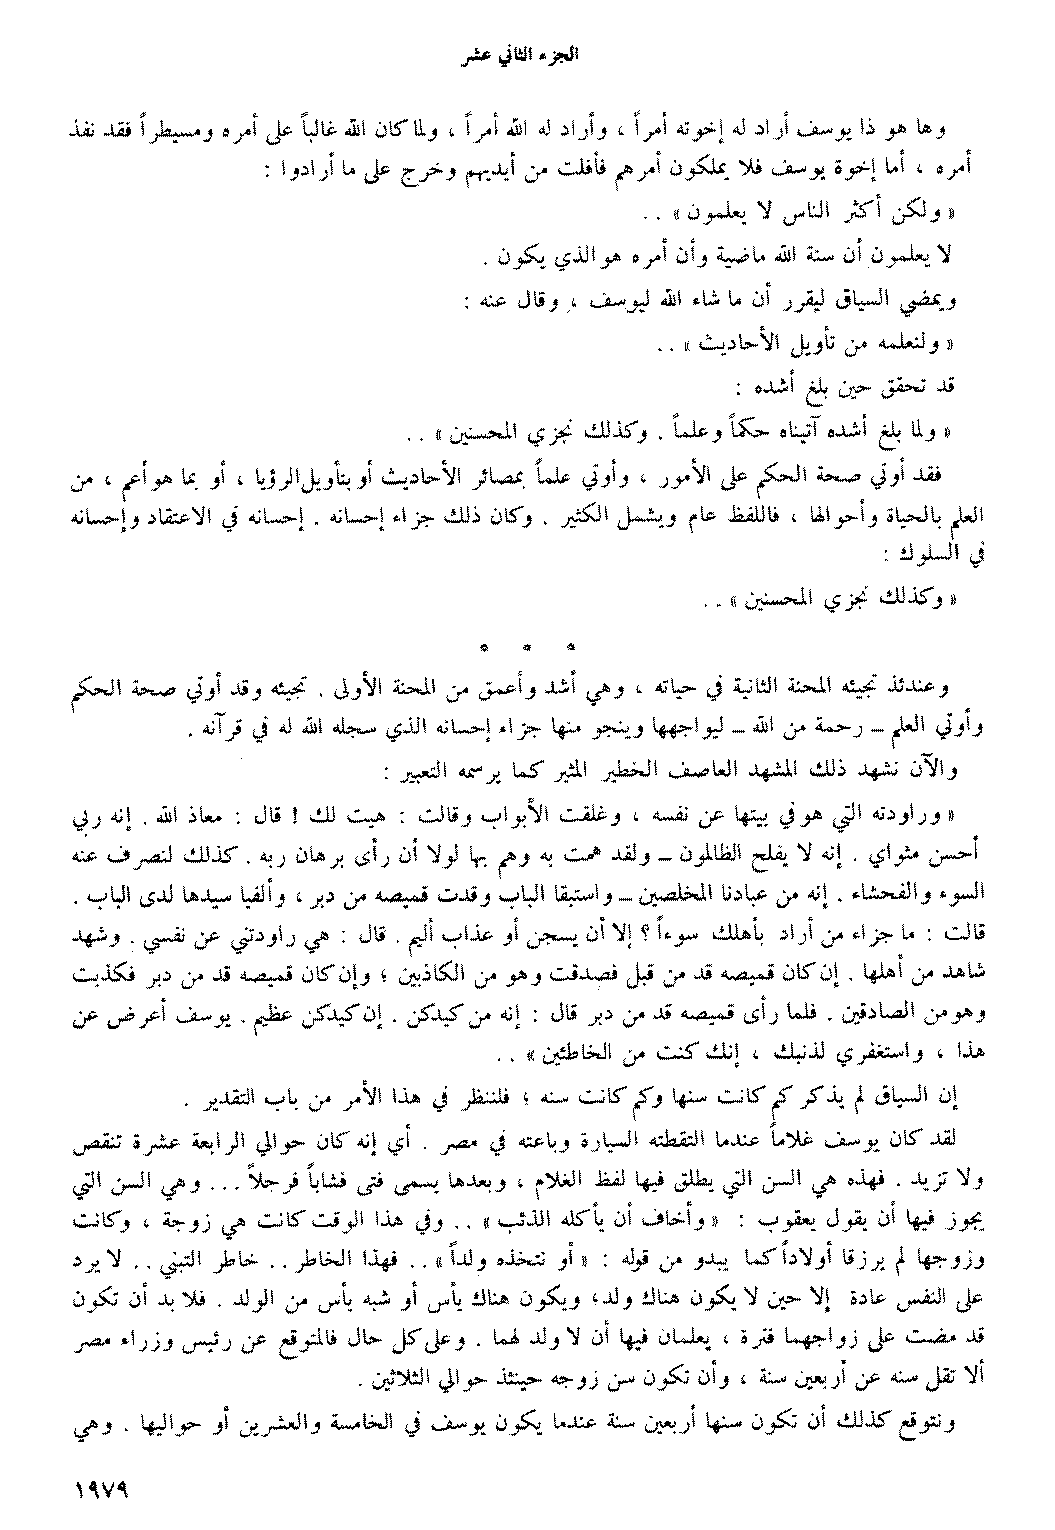 الجزء الثاني عشر
وها هو ذا يوسف أراد له إخوته أمراً ، وأراد له الله أمراً ، ولما كان الله غالباً على أمره ومسيطراً فقد نفذ
أمره ، أما إخوة يوسف فلا يملكون أمرهم فأفلت من أيديهم وخرج على ما أرادوا :
« ولكن أكثر الناس لا يعلمون » . .
لا يعلمون أن سنة الله ماضية وأن أمره هو الذي يكون .
ويمضي السياق ليقرر أن ما شاء الله ليوسف ، وقال عنه :
« ولنعلمه من تأويل الأحاديث » . .
قد تحقق حين بلغ أشده :
« ولما بلغ أشده آتيناه حكماً وعلماً . وكذلك نجزي المحسنين » . .
فقد أوتي صحة الحكم على الأمور ، وأوتي علماً بمصائر الأحاديث أو بتأويل الرؤيا ، أو بما هو أعم ، من
العلم بالحياة وأحوالها ، فاللفظ عام ويشمل الكثير . وكان ذلك جزاء إحسانه . إحسانه في الاعتقاد وإحسانه
في السلوك :
« وكذلك نجزي المحسنين » . .
* * *
وعندئذ تجيئه المحنة الثانية في حياته ، وهي أشد وأعمق من المحنة الأولى . تجيئه وقد أوتي صحة الحكم
وأوتي العلم – رحمة من الله – ليواجهها وينجو منها جزاء إحسانه الذي سجله الله له في قرآنه .
والآن نشهد ذلك المشهد العاصف الخطير المثير كما يرسمه التعبير :
« وراودته التي هو في بيتها عن نفسه ، وغلقت الأبواب وقالت : هيت لك ! قال : معاذ الله . إنه ربي
أحسن مثواي . إنه لا يفلح الظالمون – ولقد همت به وهم بها لولا أن رأى برهان ربه . كذلك لنصرف عنه
السوء والفحشاء . إنه من عبادنا المخلصين – واستبقا الباب وقدت قميصه من دبر ، وألفيا سيدها لدى الباب .
قالت : ما جزاء من أراد بأهلك سوءاً ؟ إلا أن يسجن أو عذاب أليم . قال : هي راودتني عن نفسي . وشهد
شاهد من أهلها . إن كان قميصه قد من قبل فصدقت وهو من الكاذبين ؛ وإن كان قميصه قد من دبر فكذبت
وهو من الصادقين . فلما رأى قميصه قد من دبر قال : إنه من كيدكن . إن كيدكن عظيم . يوسف أعرض عن
هذا ، واستغفري لذنبك ، إنك كنت من الخاطئين » . .
إن السياق لم يذكر كم كانت سنها وكم كانت سنه ؛ فلننظر في هذا الأمر من باب التقدير .
لقد كان يوسف غلاماً عندما التقطته السيارة وباعته في مصر . أي إنه كان حوالي الرابعة عشرة تنقص
ولا تزيد . فهذه هي السن التي يطلق فيها لفظ الغلام ، وبعدها يسمى فتى فشاباً فرجلاً . . . وهي السن التي
يجوز فيها أن يقول يعقوب : « وأخاف أن يأكله الذئب » . . وفي هذا الوقت كانت هي زوجة ، وكانت
وزوجها لم يرزقا أولاداً كما يبدو من قوله : « أو نتخذه ولداً » . . فهذا الخاطر . . خاطر التبني . . لا يرد
على النفس عادة إلا حين لا يكون هناك ولد؛ ويكون هناك يأس أو شبه يأس من الولد . فلا بد أن تكون
قد مضت على زواجهما فترة ، يعلمان فيها أن لا ولد لهما . وعلى كل حال فالمتوقع عن رئيس وزراء مصر
ألا تقل سنه عن أربعين سنة ، وأن تكون سن زوجه حينئذ حوالي الثلاثين .
ونتوقع كذلك أن تكون سنها أربعين سنة عندما يكون يوسف في الخامسة والعشرين أو حواليها . وهي
١٩٧٩